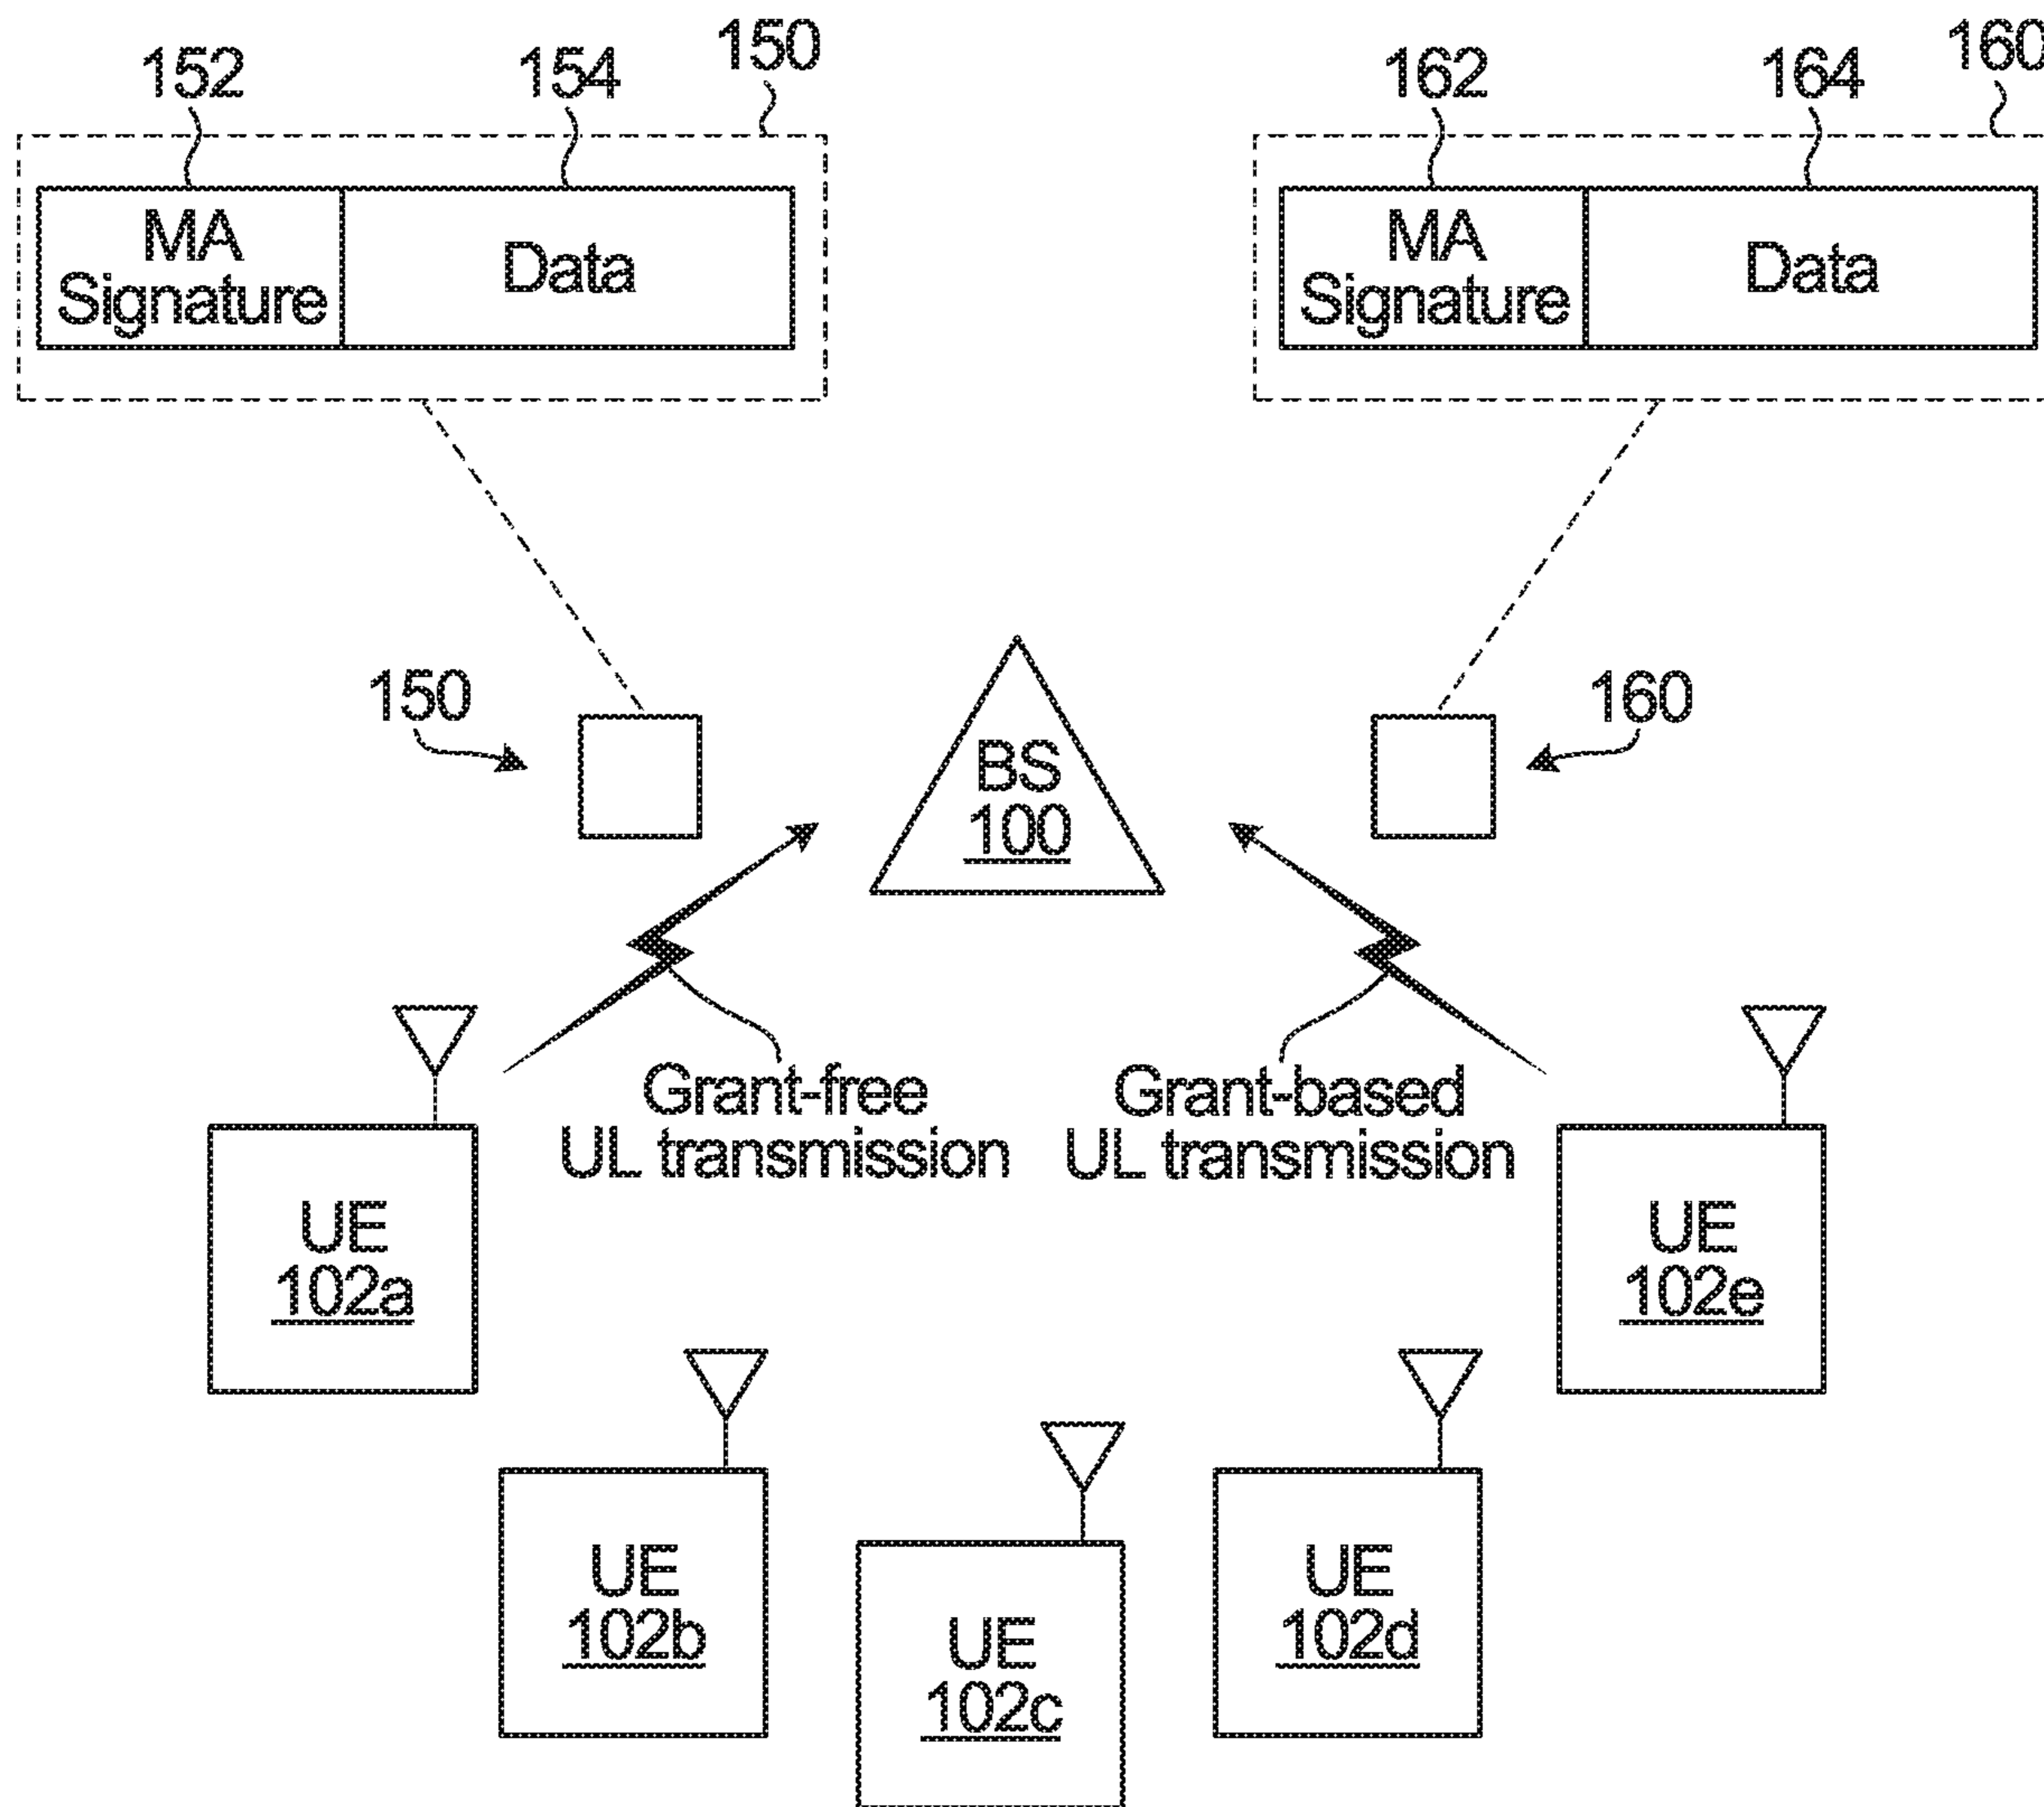 150
160
152
154
162
164
MA
Signature
Data
MA
Signature
Data
150
160
BS
100
Grant-free
UL transmission
Grant-based
UL transmission
UE
102a
UE
102e
UE
102b
UE
102d
UE
102c